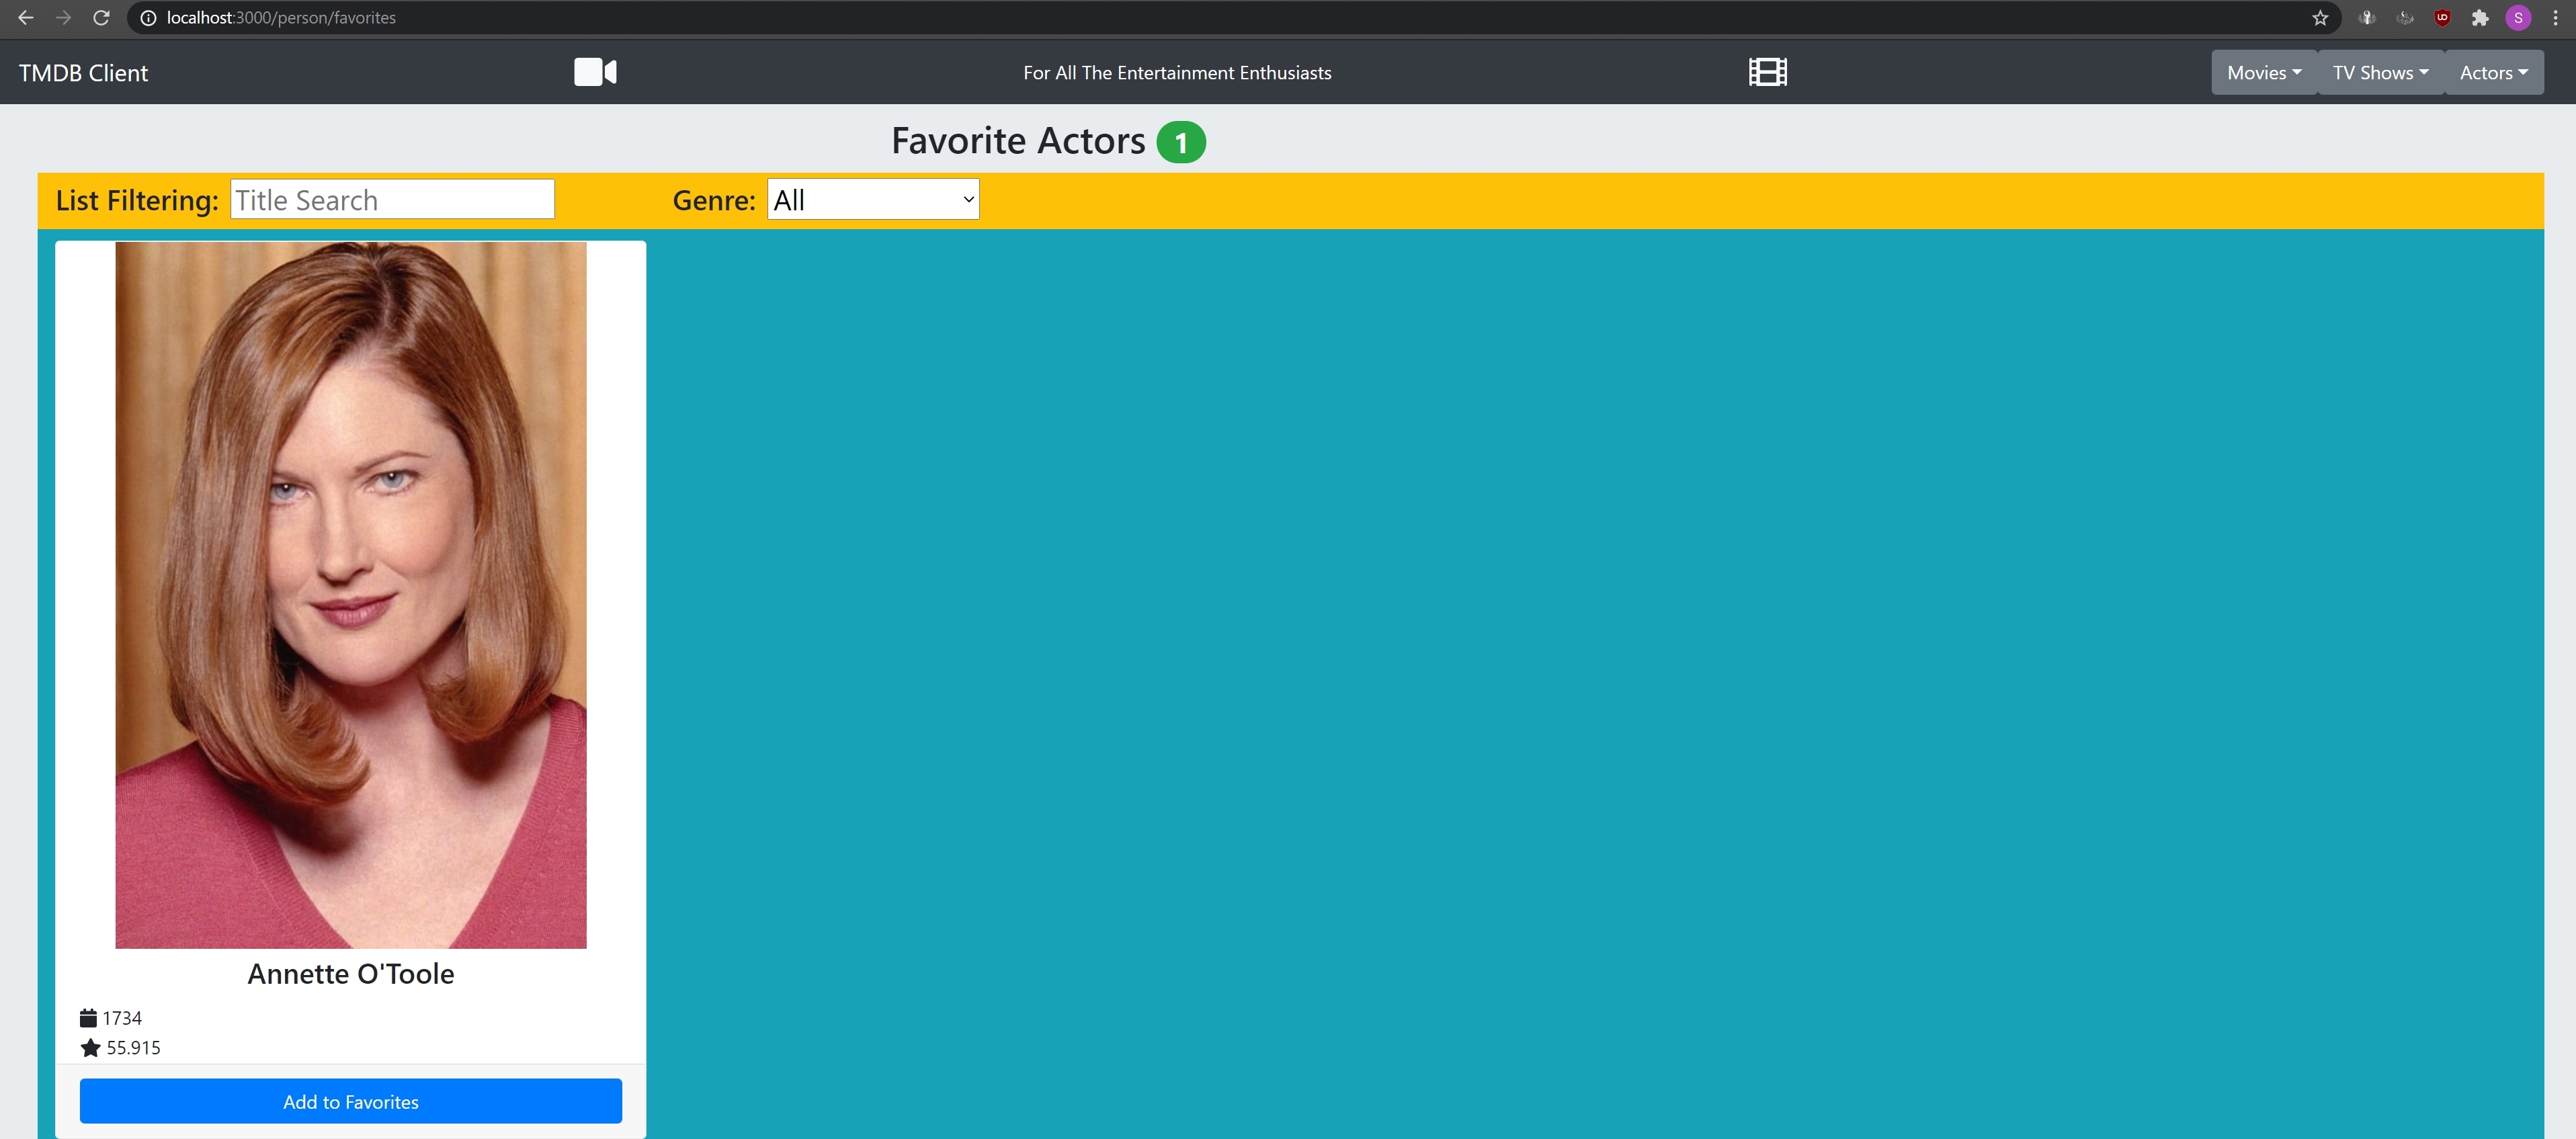 localhost:3000/person/favorites
S
TMDB Client
For All The Entertainment Enthusiasts
Movies
TV Shows
Actors
Favorite Actors 1
List Filtering: Title Search
Genre: All
Annette O'Toole
1734
55.915
Add to Favorites